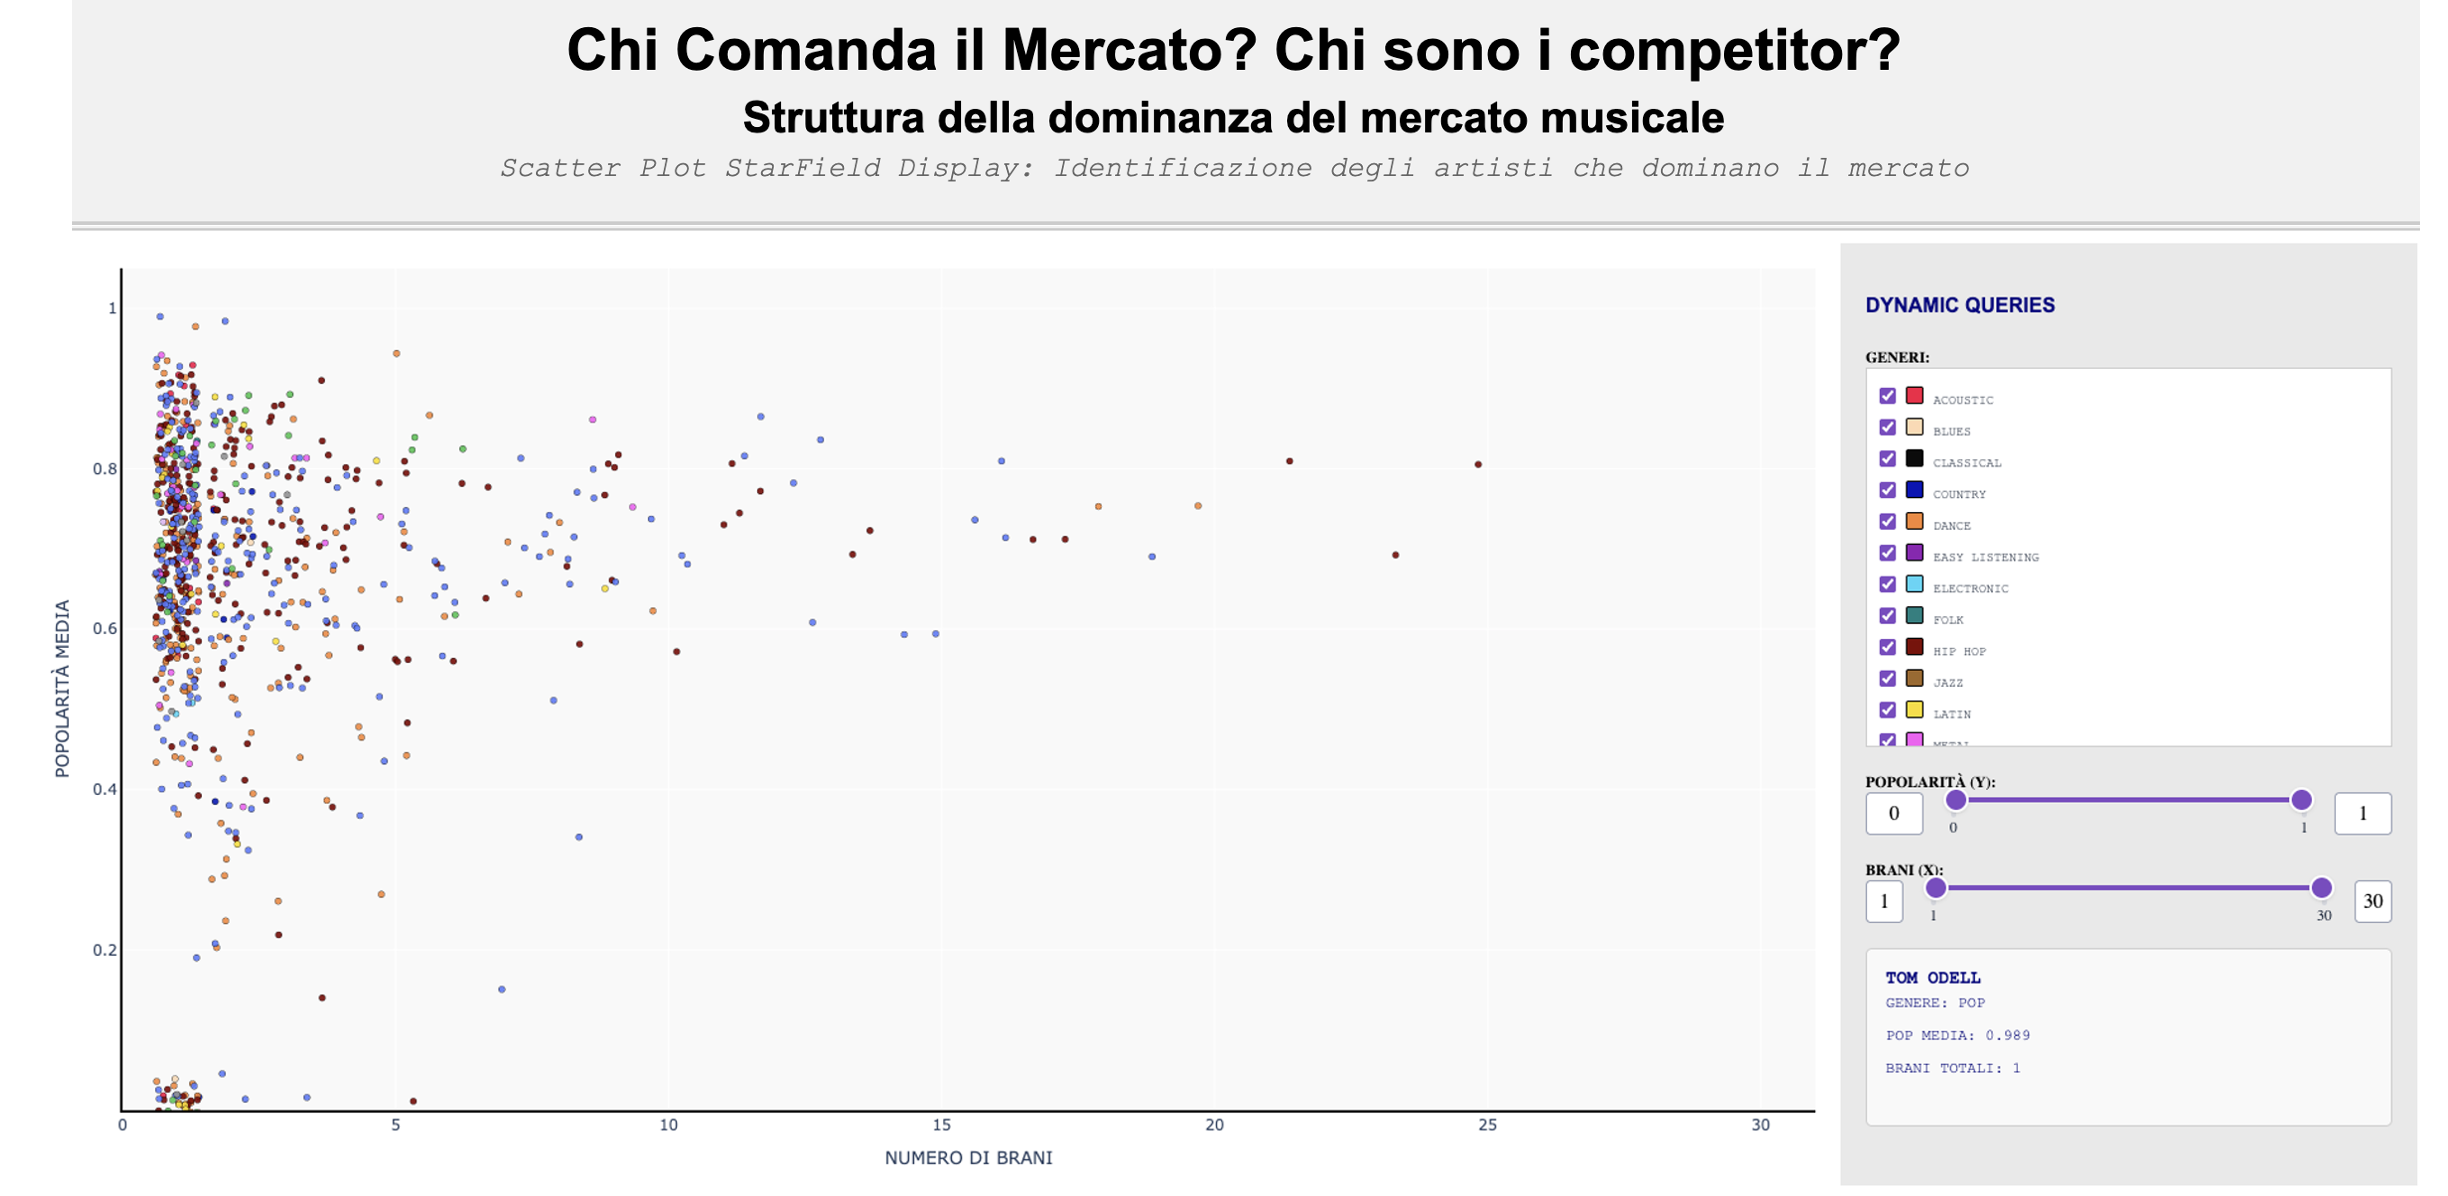 Chi Comanda il Mercato? Chi sono i competitor?
Struttura della dominanza del mercato musicale
Scatter Plot StarField Display: Identificazione degli artisti che dominano il mercato
1
0.8
0.6
0.4
0.2
POPOLARITÀ MEDIA
0 5 10 15 20 25 30
NUMERO DI BRANI
DYNAMIC QUERIES
GENERI:
ACOUSTIC
BLUES
CLASSICAL
COUNTRY
DANCE
EASY LISTENING
ELECTRONIC
FOLK
HIP HOP
JAZZ
LATIN
METAL
POPOLARITÀ (Y):
0 1
0 1
BRANI (X):
1 30
1 30
TOM ODELL
GENERE: POP
POP MEDIA: 0.989
BRANI TOTALI: 1